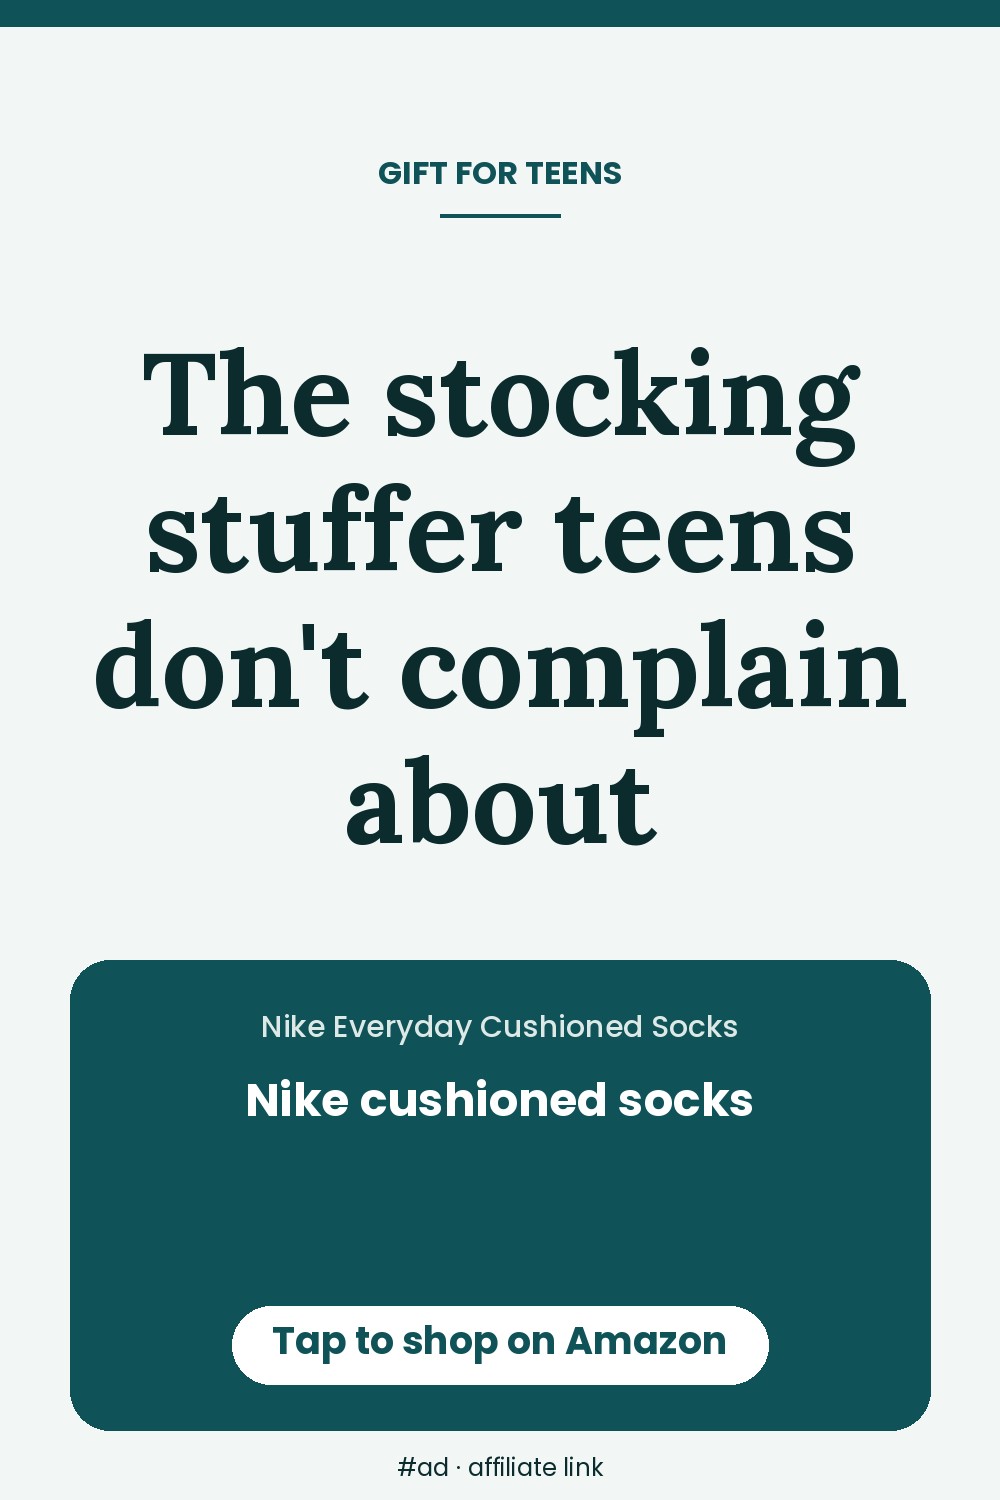 GIFT FOR TEENS
The stocking
stuffer teens
don't complain
about
Nike Everyday Cushioned Socks
Nike cushioned socks
Tap to shop on Amazon
#ad · affiliate link